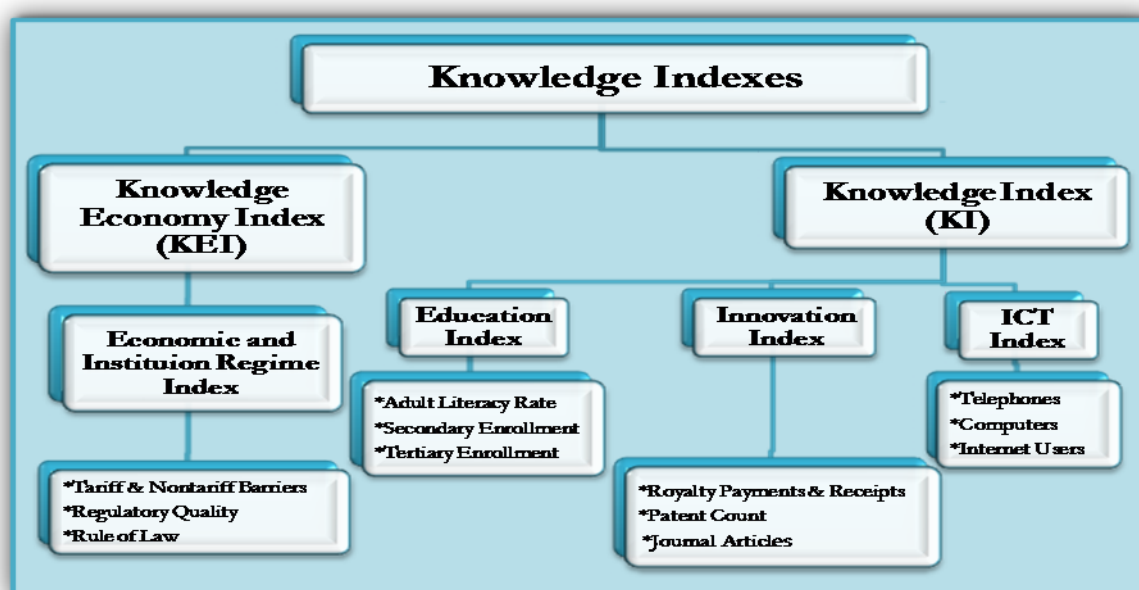 Knowledge Indexes
Knowledge
Economy Index
(KEI)
Knowledge Index
(KI)
Economic and
Instituion Regime
Index
Education
Index
Innovation
Index
ICT
Index
*Adult Literacy Rate
*Secondary Enrollment
*Tertiary Enrollment
*Telephones
*Computers
*Internet Users
*Tariff & Nontariff Barriers
*Regulatory Quality
*Rule of Law
*Royalty Payments & Receipts
*Patent Count
*Journal Articles